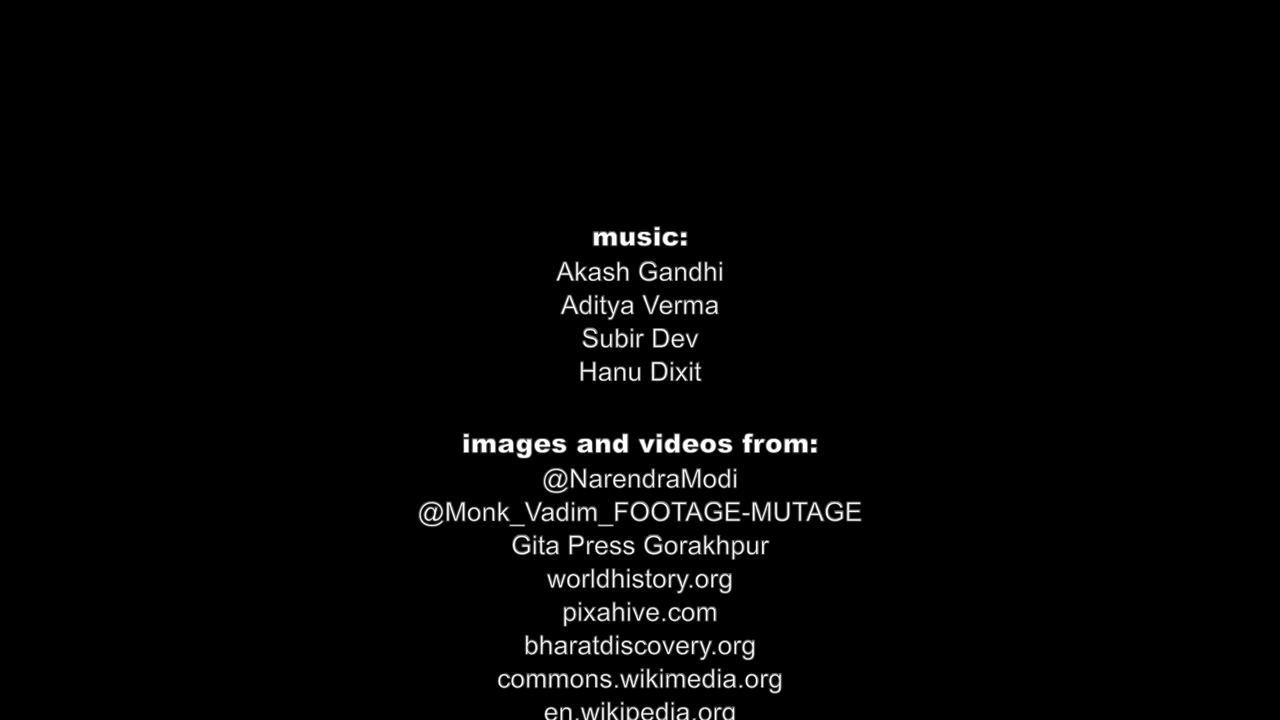 music:
Akash Gandhi
Aditya Verma
Subir Dev
Hanu Dixit
images and videos from:
@NarendraModi
@Monk_Vadim_FOOTAGE-MUTAGE
Gita Press Gorakhpur
worldhistory.org
pixahive.com
bharatdiscovery.org
commons.wikimedia.org
en.wikipedia.org